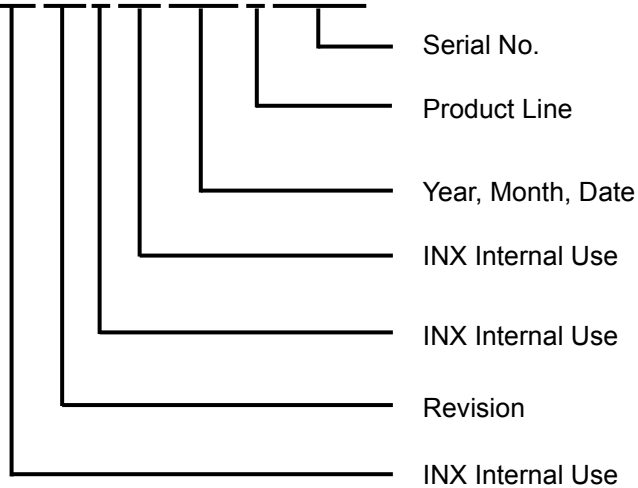 Serial No.
Product Line
Year, Month, Date
INX Internal Use
INX Internal Use
Revision
INX Internal Use